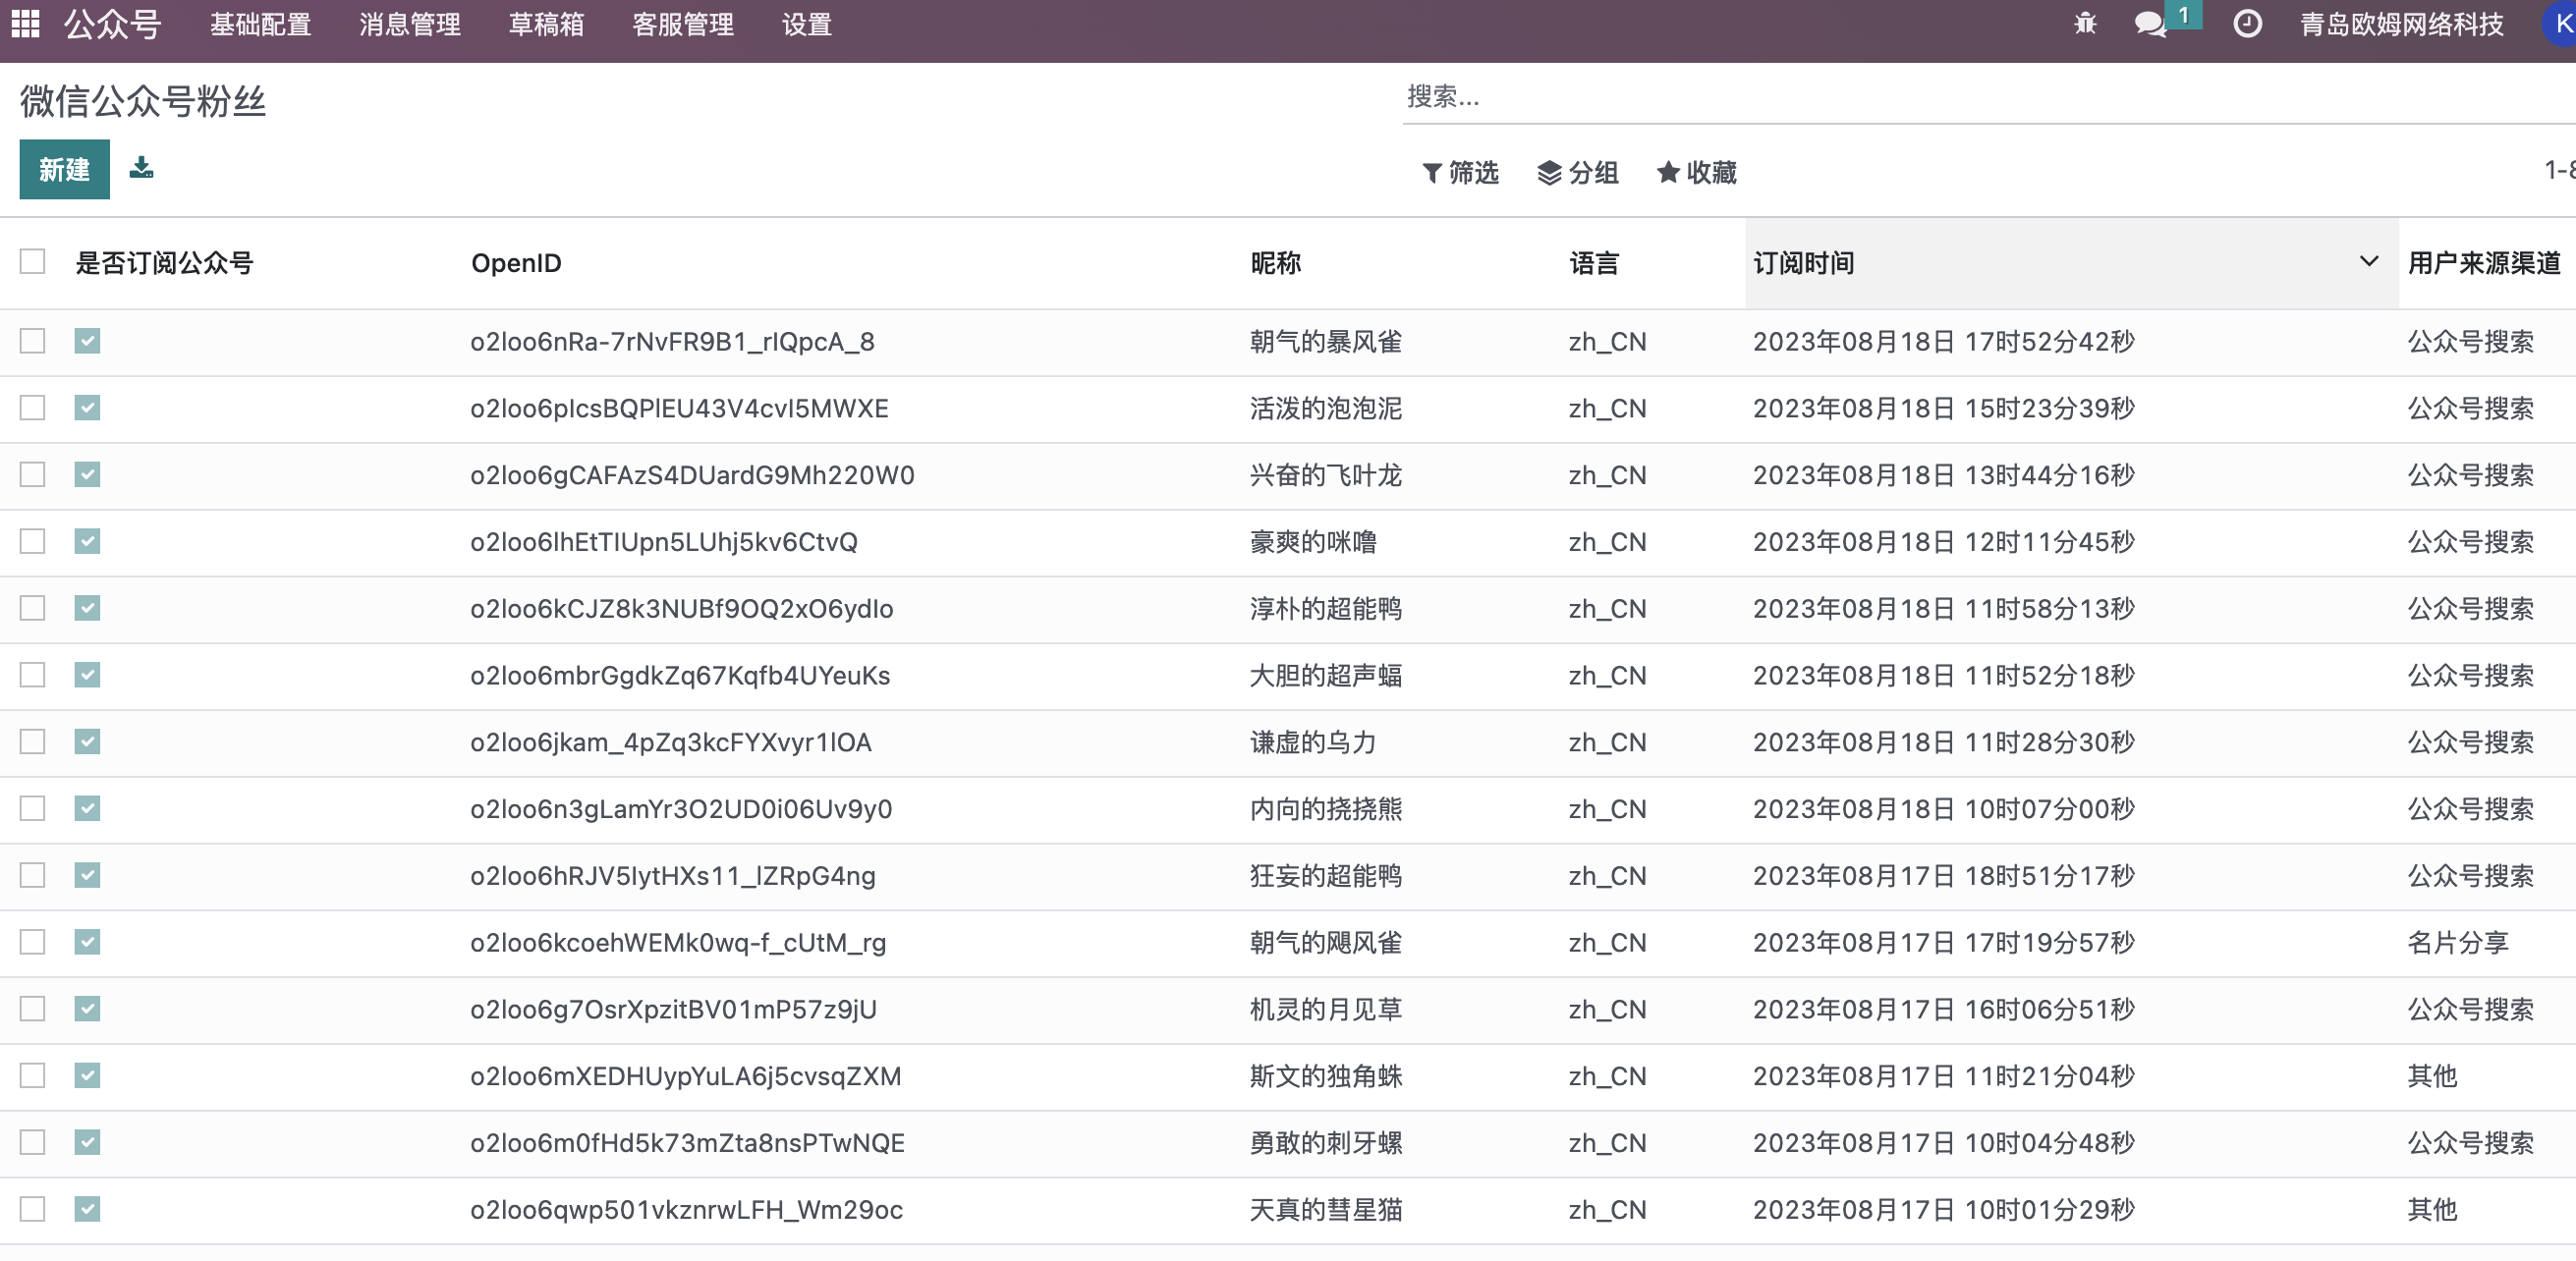 公众号 基础配置 消息管理 草稿箱 客服管理 设置 1 青岛欧姆网络科技 K
微信公众号粉丝 搜索...
新建 筛选 分组 收藏 1-8
是否订阅公众号 OpenID 昵称 语言 订阅时间 用户来源渠道
o2loo6nRa-7rNvFR9B1_rIQpcA_8 朝气的暴风雀 zh_CN 2023年08月18日 17时52分42秒 公众号搜索
o2loo6pIcsBQPlEU43V4cvI5MWXE 活泼的泡泡泥 zh_CN 2023年08月18日 15时23分39秒 公众号搜索
o2loo6gCAFAzS4DUardG9Mh220W0 兴奋的飞叶龙 zh_CN 2023年08月18日 13时44分16秒 公众号搜索
o2loo6lhEtTIUpn5LUhj5kv6CtvQ 豪爽的咪噜 zh_CN 2023年08月18日 12时11分45秒 公众号搜索
o2loo6kCJZ8k3NUBf9OQ2xO6ydIo 淳朴的超能鸭 zh_CN 2023年08月18日 11时58分13秒 公众号搜索
o2loo6mbrGgdkZq67Kqfb4UYeuKs 大胆的超声蝠 zh_CN 2023年08月18日 11时52分18秒 公众号搜索
o2loo6jkam_4pZq3kcFYXvyr1lOA 谦虚的乌力 zh_CN 2023年08月18日 11时28分30秒 公众号搜索
o2loo6n3gLamYr3O2UD0i06Uv9y0 内向的挠挠熊 zh_CN 2023年08月18日 10时07分00秒 公众号搜索
o2loo6hRJV5IytHXs11_lZRpG4ng 狂妄的超能鸭 zh_CN 2023年08月17日 18时51分17秒 公众号搜索
o2loo6kcoehWEMk0wq-f_cUtM_rg 朝气的飓风雀 zh_CN 2023年08月17日 17时19分57秒 名片分享
o2loo6g7OsrXpzitBV01mP57z9jU 机灵的月见草 zh_CN 2023年08月17日 16时06分51秒 公众号搜索
o2loo6mXEDHUypYuLA6j5cvsqZXM 斯文的独角蛛 zh_CN 2023年08月17日 11时21分04秒 其他
o2loo6m0fHd5k73mZta8nsPTwNQE 勇敢的刺牙螺 zh_CN 2023年08月17日 10时04分48秒 公众号搜索
o2loo6qwp501vkznrwLFH_Wm29oc 天真的彗星猫 zh_CN 2023年08月17日 10时01分29秒 其他